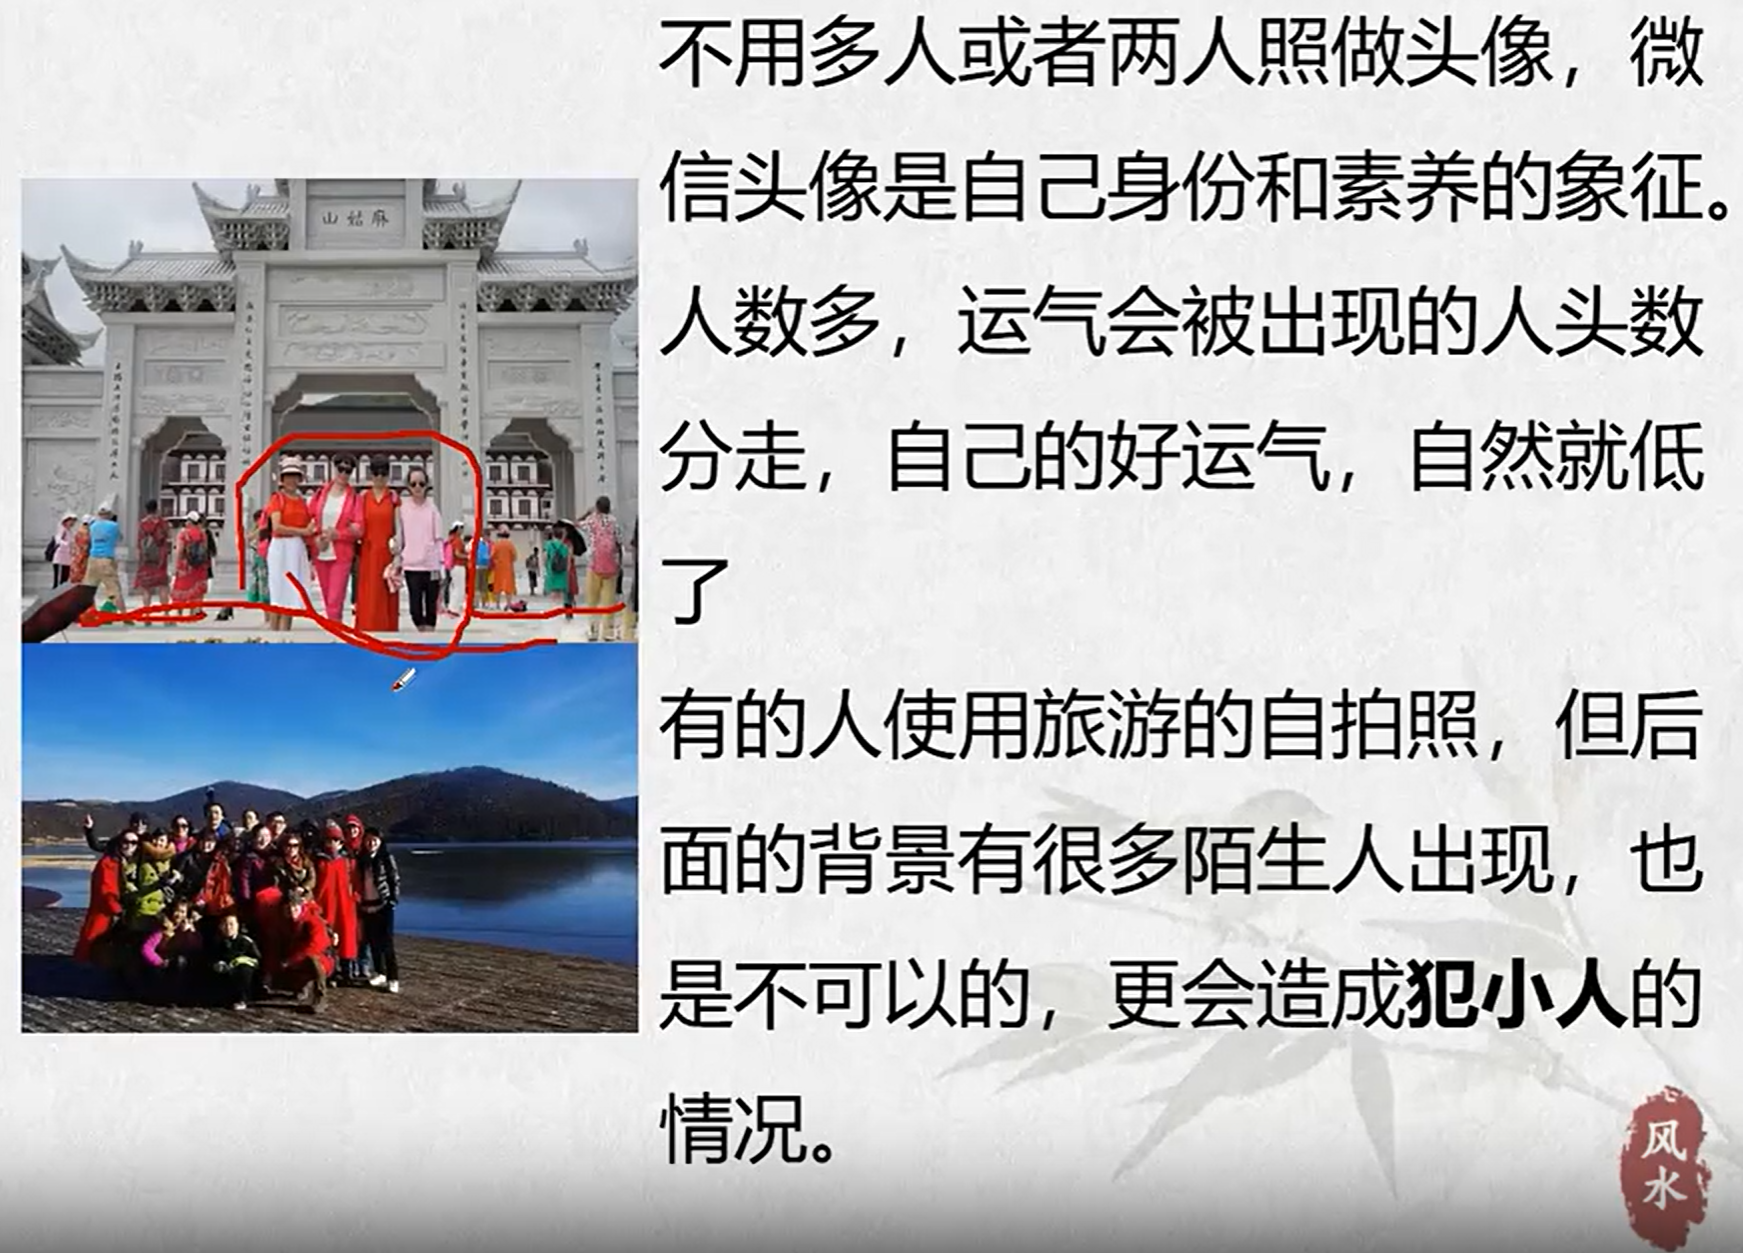 不用多人或者两人照做头像，微
信头像是自己身份和素养的象征。
人数多，运气会被出现的人头数
分走，自己的好运气，自然就低
了
有的人使用旅游的自拍照，但后
面的背景有很多陌生人出现，也
是不可以的，更会造成犯小人的
情况。
山姑麻
风水